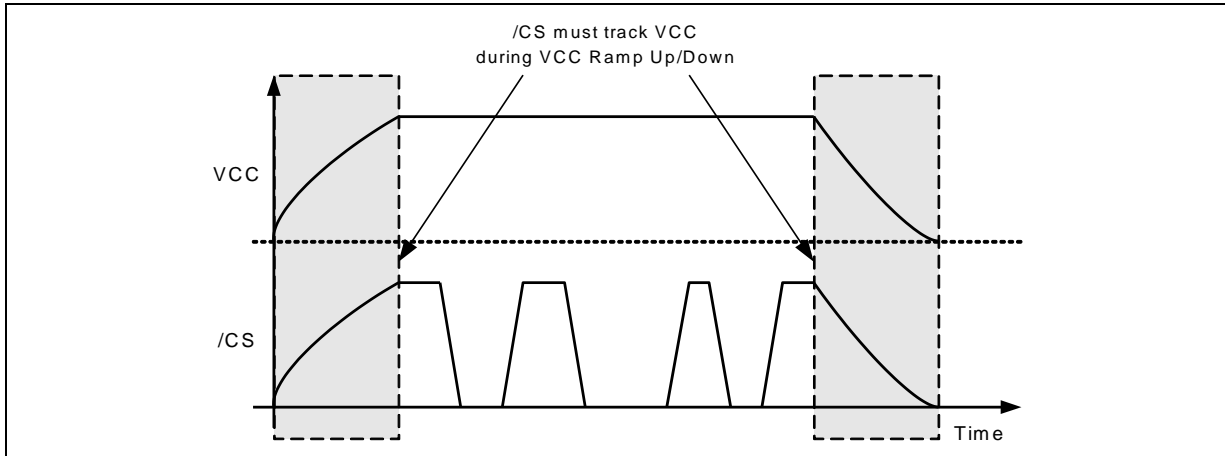 /CS must track VCC
during VCC Ramp Up/Down
VCC
/CS
Time